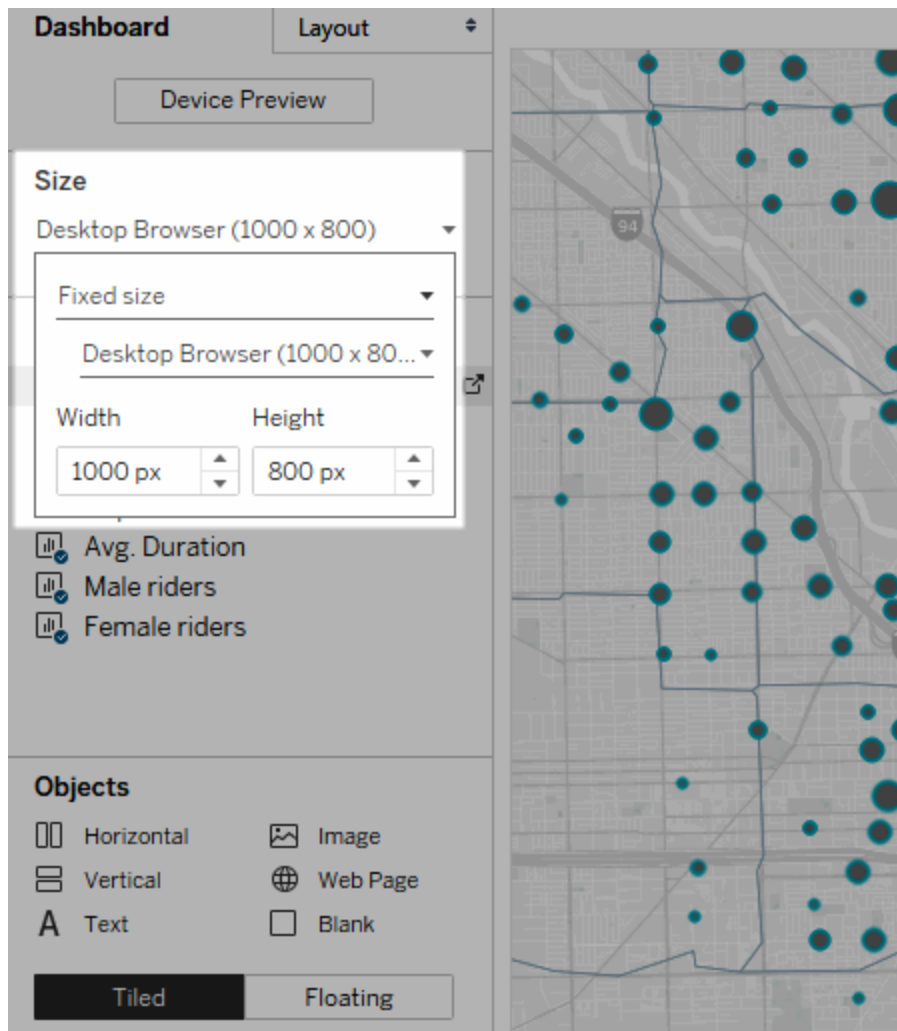 Dashboard
Layout
Device Preview
Size
Desktop Browser (1000 x 800)
Fixed size
Desktop Browser (1000 x 80...
Width Height
1000 px 800 px
Avg. Duration
Male riders
Female riders
Objects
Horizontal Image
Vertical Web Page
A Text Blank
Tiled Floating
94